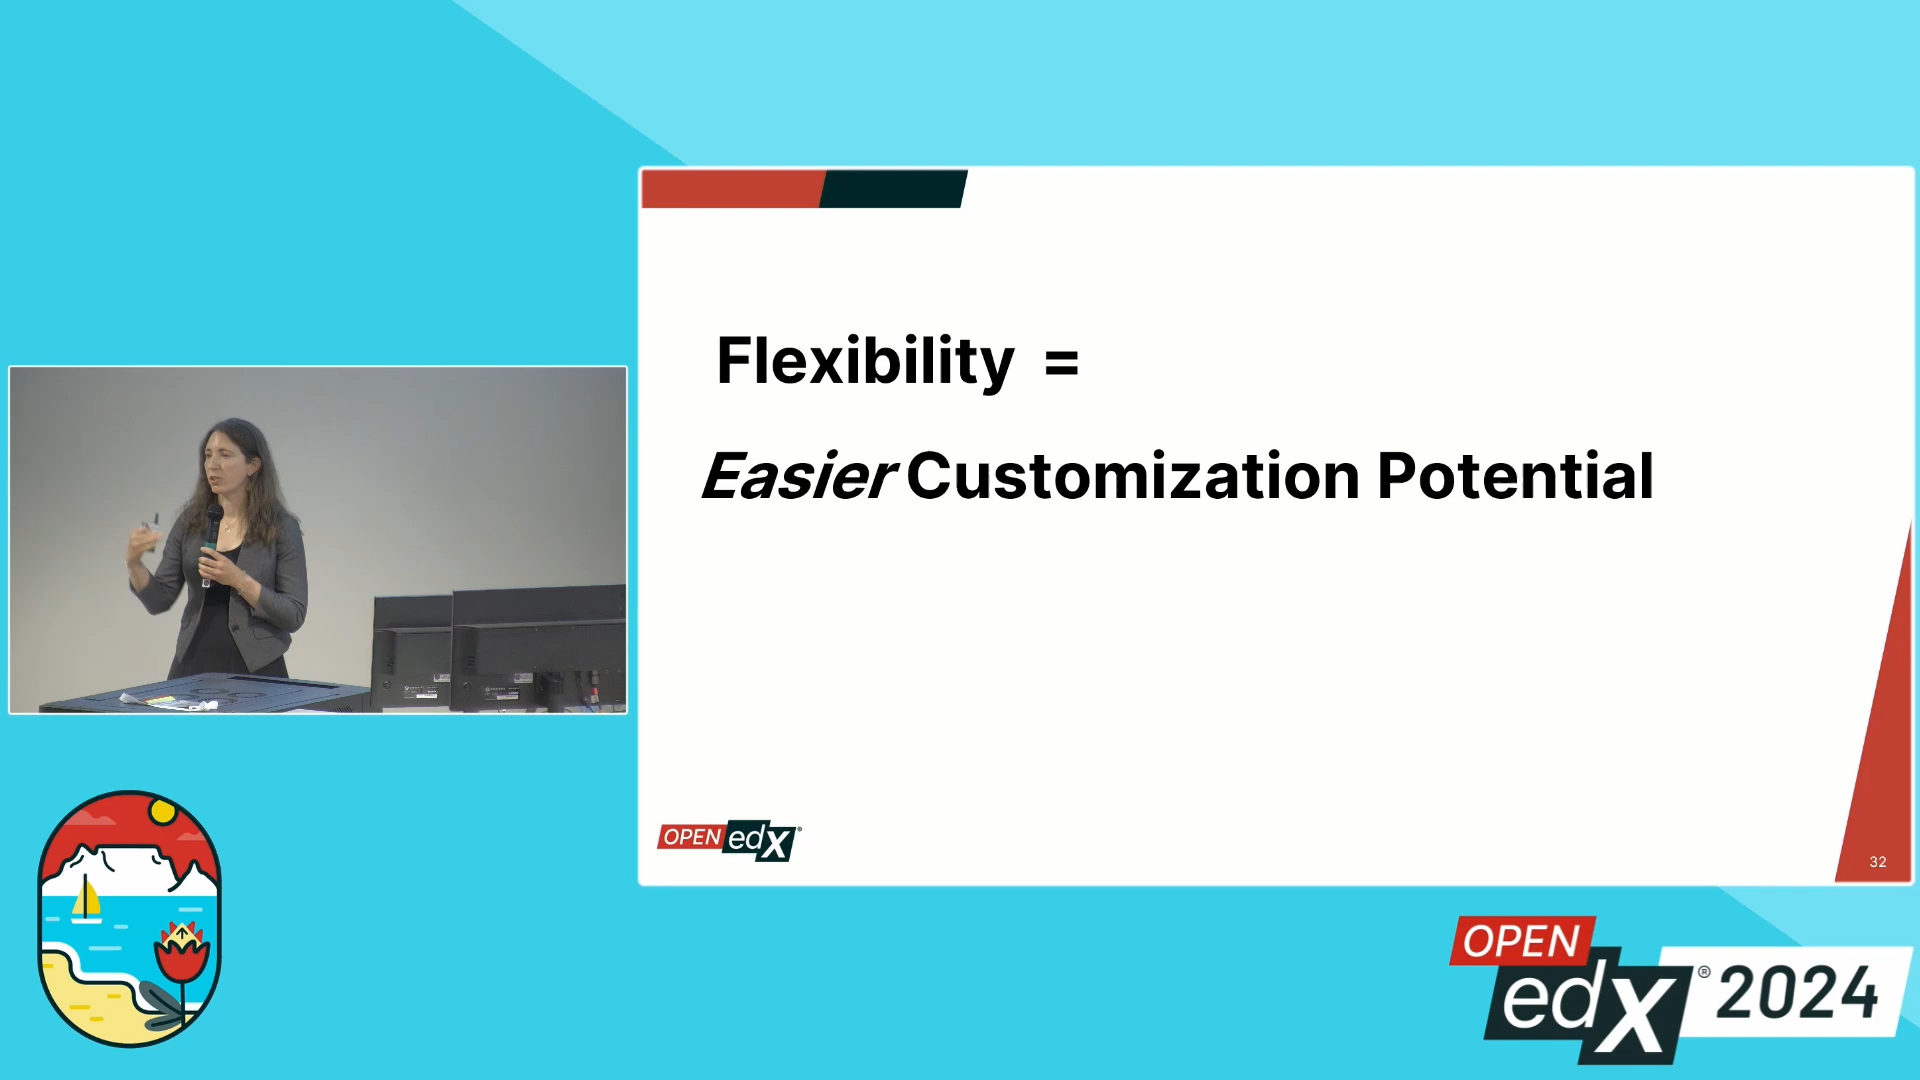 Flexibility =
Easier Customization Potential
OPEN edX®
32
OPEN
edX® 2024